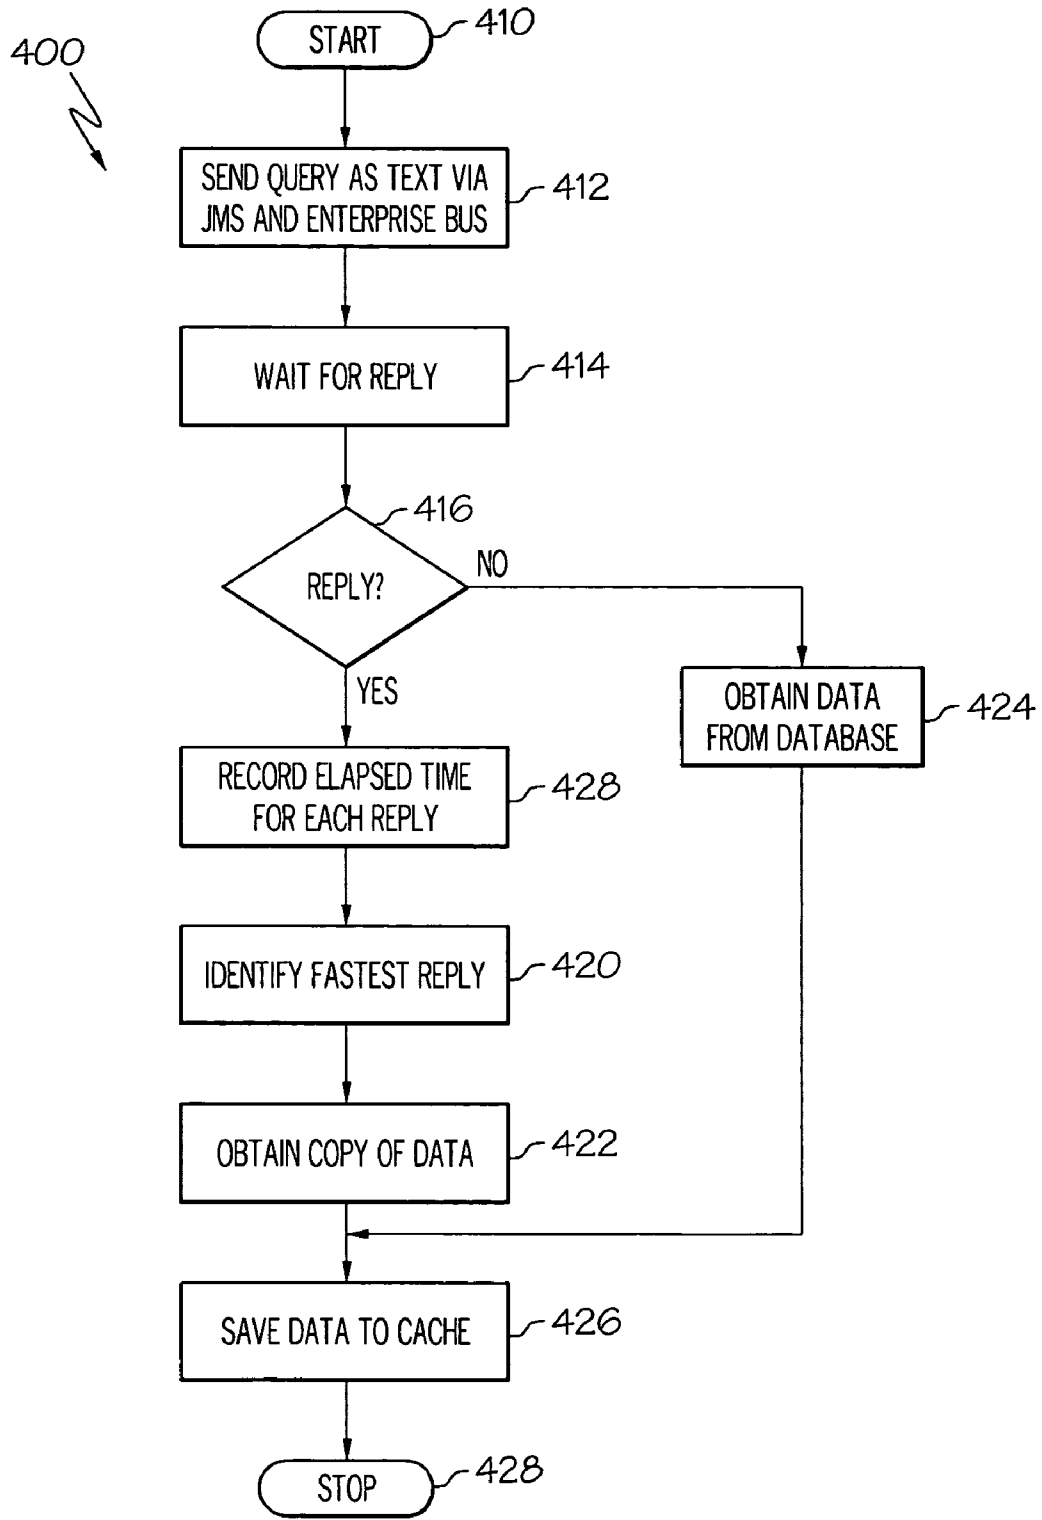 400
START
410
SEND QUERY AS TEXT VIA
JMS AND ENTERPRISE BUS
412
WAIT FOR REPLY
414
416
REPLY?
NO
YES
OBTAIN DATA
FROM DATABASE
424
RECORD ELAPSED TIME
FOR EACH REPLY
428
IDENTIFY FASTEST REPLY
420
OBTAIN COPY OF DATA
422
SAVE DATA TO CACHE
426
STOP
428